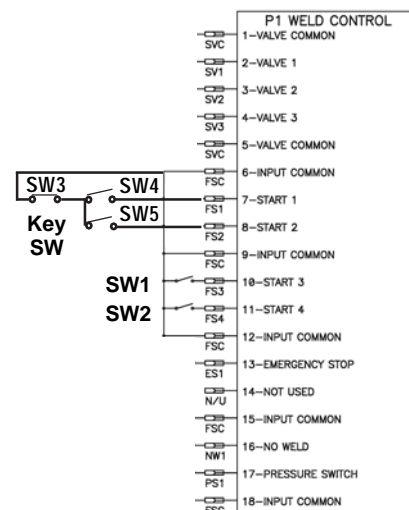 P1 WELD CONTROL
SVC 1-VALVE COMMON
SV1 2-VALVE 1
SV2 3-VALVE 2
SV3 4-VALVE 3
SVC 5-VALVE COMMON
FSC 6-INPUT COMMON
SW3 SW4 FS1 7-START 1
Key SW SW5 FS2 8-START 2
FSC 9-INPUT COMMON
SW1 FS3 10-START 3
SW2 FS4 11-START 4
FSC 12-INPUT COMMON
ES1 13-EMERGENCY STOP
N/U 14-NOT USED
FSC 15-INPUT COMMON
NW1 16-NO WELD
PS1 17-PRESSURE SWITCH
FSC 18-INPUT COMMON